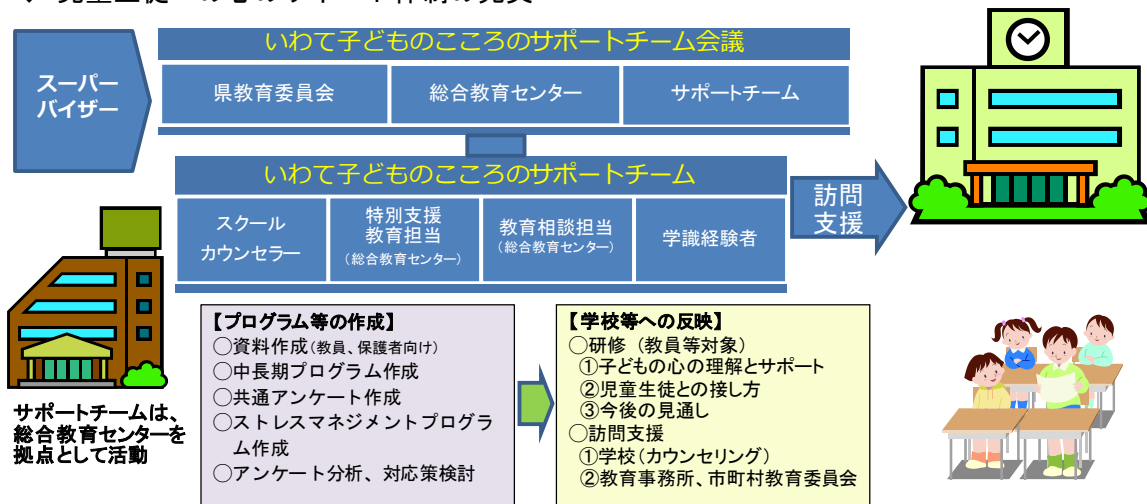 いわて子どものこころのサポートチーム会議
スーパー
バイザー
県教育委員会
総合教育センター
サポートチーム
いわて子どものこころのサポートチーム
スクール
カウンセラー
特別支援
教育担当
(総合教育センター)
教育相談担当
(総合教育センター)
学識経験者
訪問
支援
サポートチームは、
総合教育センターを
拠点として活動
【プログラム等の作成】
○資料作成(教員、保護者向け)
○中長期プログラム作成
○共通アンケート作成
○ストレスマネジメントプログラ
ム作成
○アンケート分析、対応策検討
【学校等への反映】
○研修（教員等対象）
①子どもの心の理解とサポート
②児童生徒との接し方
③今後の見通し
○訪問支援
①学校(カウンセリング)
②教育事務所、市町村教育委員会